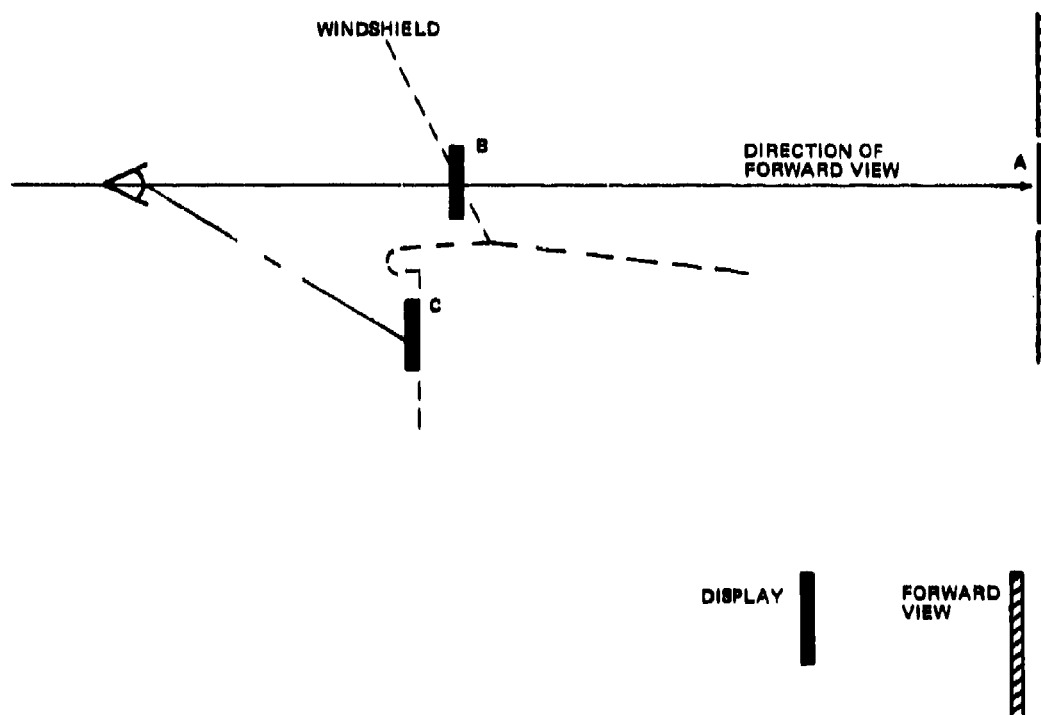 WINDSHIELD
B
DIRECTION OF
FORWARD VIEW
A
C
DISPLAY
FORWARD
VIEW